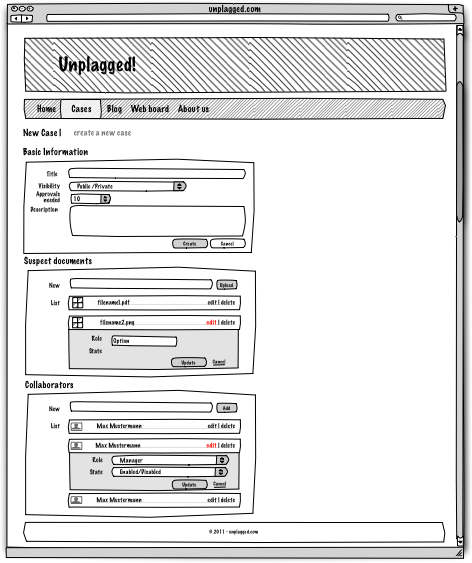 unplagged.com
Unplagged!
Home Cases Blog Web board About us
New Case | create a new case
Basic Information
Title
Visibility Public /Private
Approvals needed 10
Description
Create Cancel
Suspect documents
New Upload
List filename1.pdf edit | delete
filename2.png edit | delete
Role Option
State
Update Cancel
Collaborators
New Add
List Max Mustermann edit | delete
Max Mustermann edit | delete
Role Manager
State Enabled/Disabled
Update Cancel
Max Mustermann edit | delete
© 2011 - unplagged.com